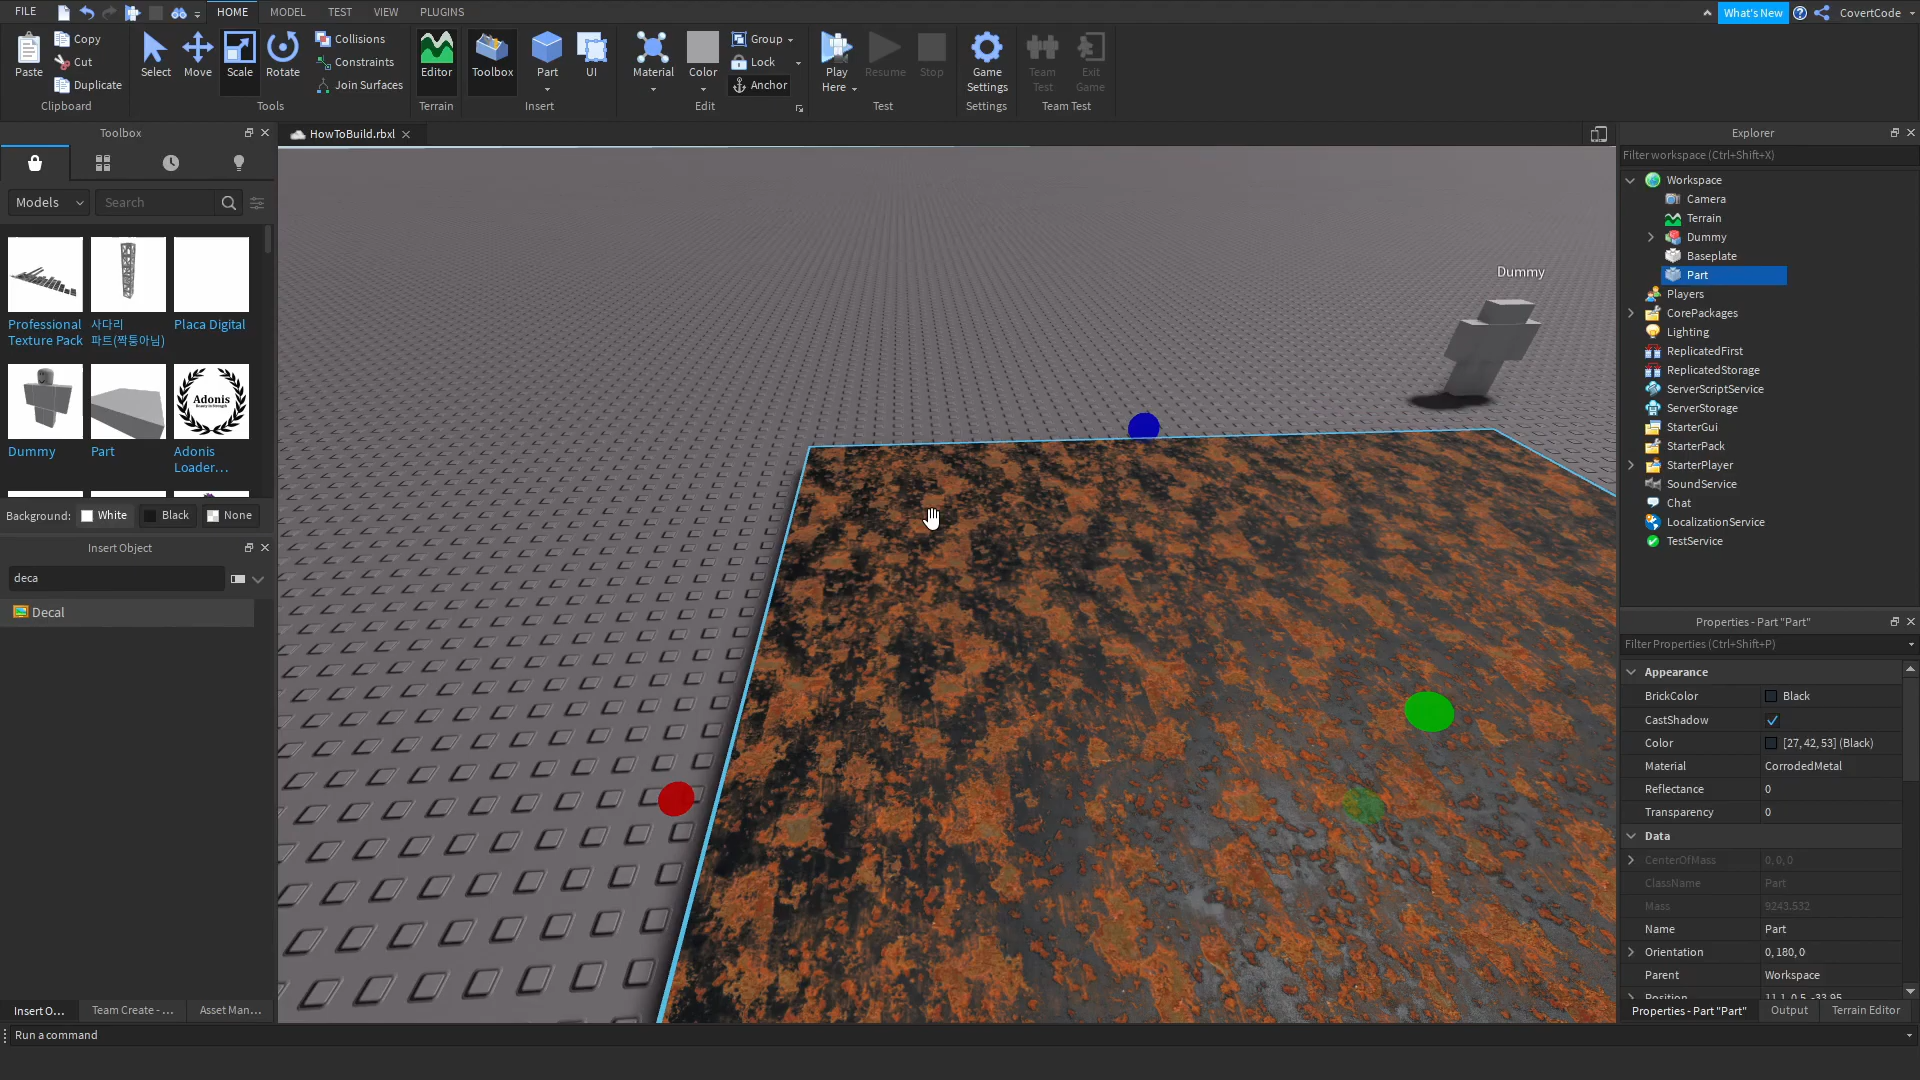 FILE
HOME
MODEL
TEST
VIEW
PLUGINS
What's New
CovertCode
Paste
Copy
Cut
Duplicate
Clipboard
Select
Move
Scale
Rotate
Collisions
Constraints
Join Surfaces
Tools
Editor
Terrain
Toolbox
Part
UI
Insert
Material
Color
Group
Lock
Anchor
Edit
Play
Here
Resume
Stop
Test
Game
Settings
Settings
Team
Test
Exit
Game
Team Test
Toolbox
Models
Search
Professional
Texture Pack
사다리
파트(짝퉁아님)
Placa Digital
Dummy
Part
Adonis
Adonis
Loader...
Background:
White
Black
None
Insert Object
deca
Decal
Insert O...
Team Create - ...
Asset Man...
Run a command
HowToBuild.rbxl
Dummy
Explorer
Filter workspace (Ctrl+Shift+X)
Workspace
Camera
Terrain
Dummy
Baseplate
Part
Players
CorePackages
Lighting
ReplicatedFirst
ReplicatedStorage
ServerScriptService
ServerStorage
StarterGui
StarterPack
StarterPlayer
SoundService
Chat
LocalizationService
TestService
Properties - Part "Part"
Filter Properties (Ctrl+Shift+P)
Appearance
BrickColor Black
CastShadow
Color [27, 42, 53] (Black)
Material CorrodedMetal
Reflectance 0
Transparency 0
Data
CenterOfMass 0, 0, 0
ClassName Part
Mass 9243.532
Name Part
Orientation 0, 180, 0
Parent Workspace
Position 11.1, 0.5, -33.95
Properties - Part "Part"
Output
Terrain Editor